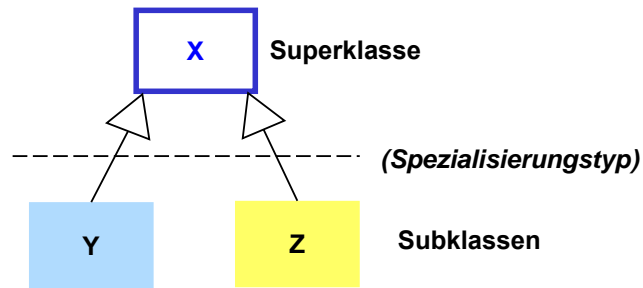 X
Superklasse
(Spezialisierungstyp)
Y
Z
Subklassen